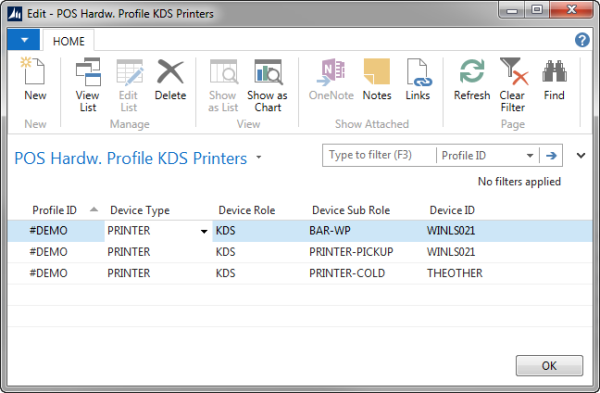 Edit - POS Hardw. Profile KDS Printers
HOME
New View List Edit List Delete Show as List Show as Chart OneNote Notes Links Refresh Clear Filter Find
New Manage View Show Attached Page
POS Hardw. Profile KDS Printers Type to filter (F3) Profile ID
No filters applied
Profile ID Device Type Device Role Device Sub Role Device ID
#DEMO PRINTER KDS BAR-WP WINLS021
#DEMO PRINTER KDS PRINTER-PICKUP WINLS021
#DEMO PRINTER KDS PRINTER-COLD THEOTHER
OK